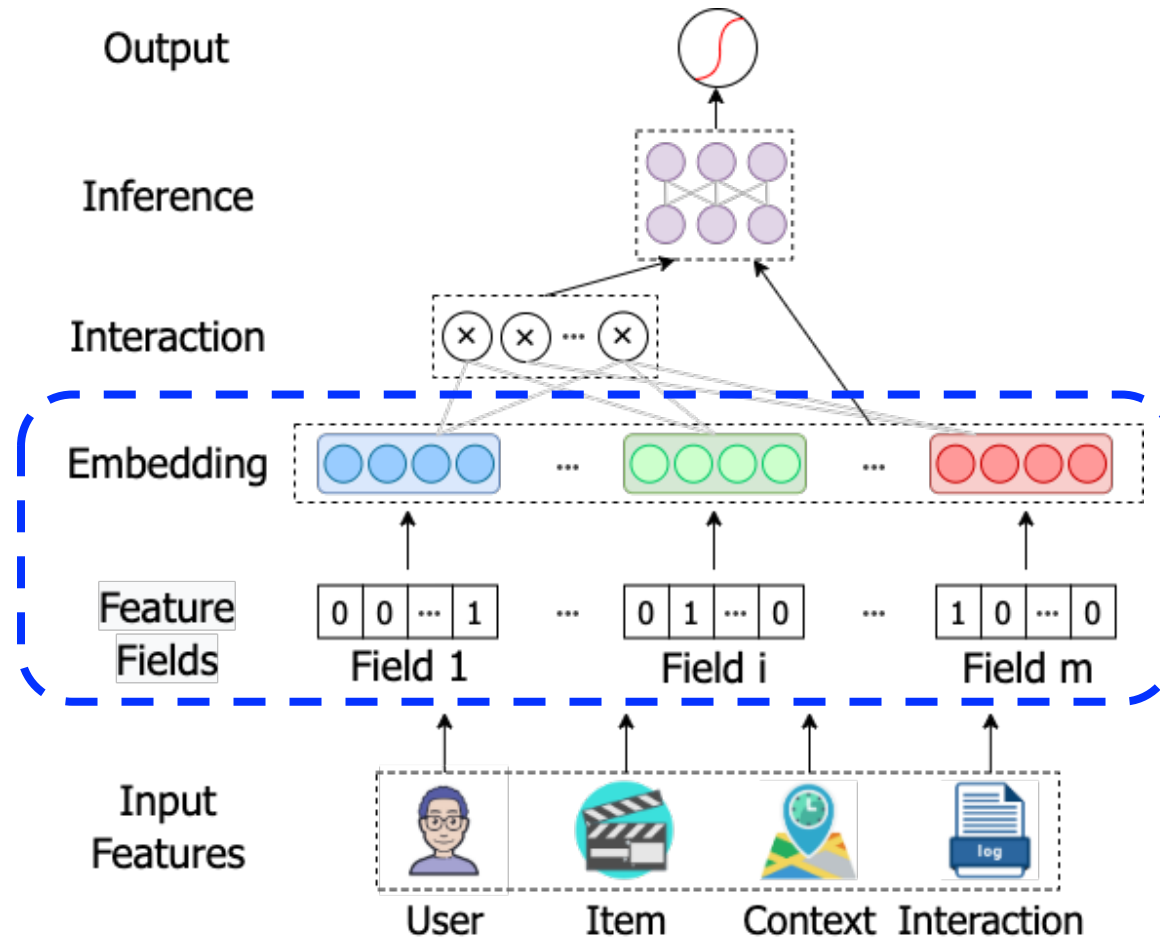 Output
Inference
Interaction
× × ... ×
Embedding
... ...
Feature
Fields
0 0 ... 1 ... 0 1 ... 0 ... 1 0 ... 0
Field 1 Field i Field m
Input
Features
log
User Item Context Interaction